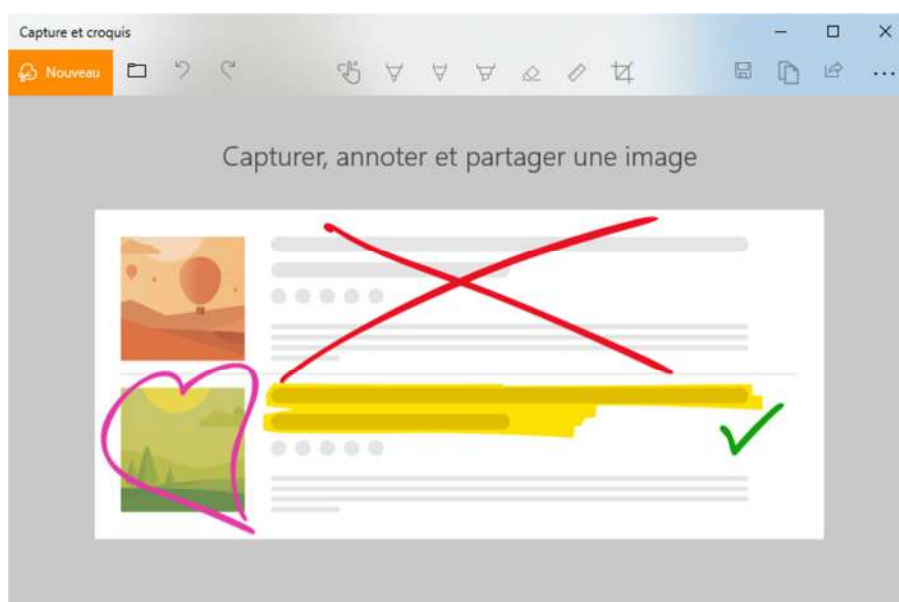 Capture et croquis
Nouveau
Capturer, annoter et partager une image